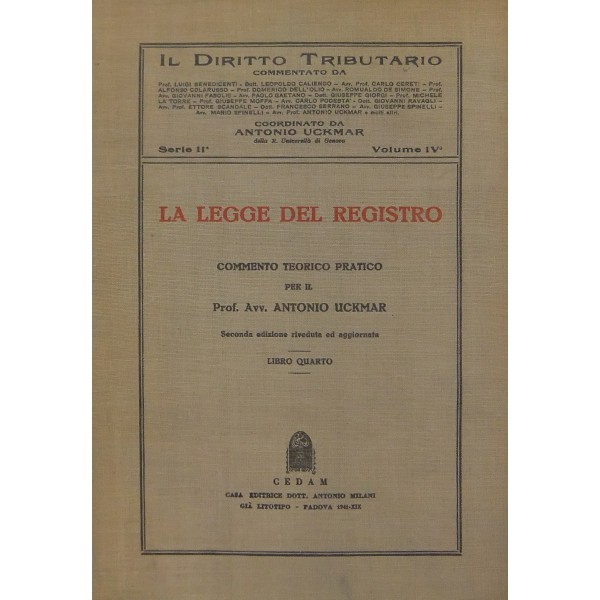 IL DIRITTO TRIBUTARIO
COMMENTATO DA
Prof. LUIGI BENEDICENTI – Dott. LEOPOLDO CALIENDO – Avv. Prof. CARLO CERETI – Prof.
ALFONSO COLARUSSO – Prof. DOMENICO DELL'OLIO – Avv. ROMUALDO DE SIMONE – Prof.
Avv. GIOVANNI FASOLIS – Avv. PAOLO GAETANO – Dott. GIUSEPPE GIORGI – Prof. MICHELE
LA TORRE – Prof. GIUSEPPE MOFFA – Avv. CARLO PODESTA' – Dott. GIOVANNI RAVAGLI –
Avv. Prof. ETTORE SCANDALE – Dott. FRANCESCO SERRANO – Avv. GIUSEPPE SPINELLI –
Avv. MARIO SPINELLI – Avv. Prof. ANTONIO UCKMAR e molti altri.
COORDINATO DA
ANTONIO UCKMAR
della R. Università di Genova
Serie IIª Volume IVº
LA LEGGE DEL REGISTRO
COMMENTO TEORICO PRATICO
PER IL
Prof. Avv. ANTONIO UCKMAR
Seconda edizione riveduta ed aggiornata
LIBRO QUARTO
CEDAM
CASA EDITRICE DOTT. ANTONIO MILANI
GIÀ LITOTIPO - PADOVA 1941-XIX